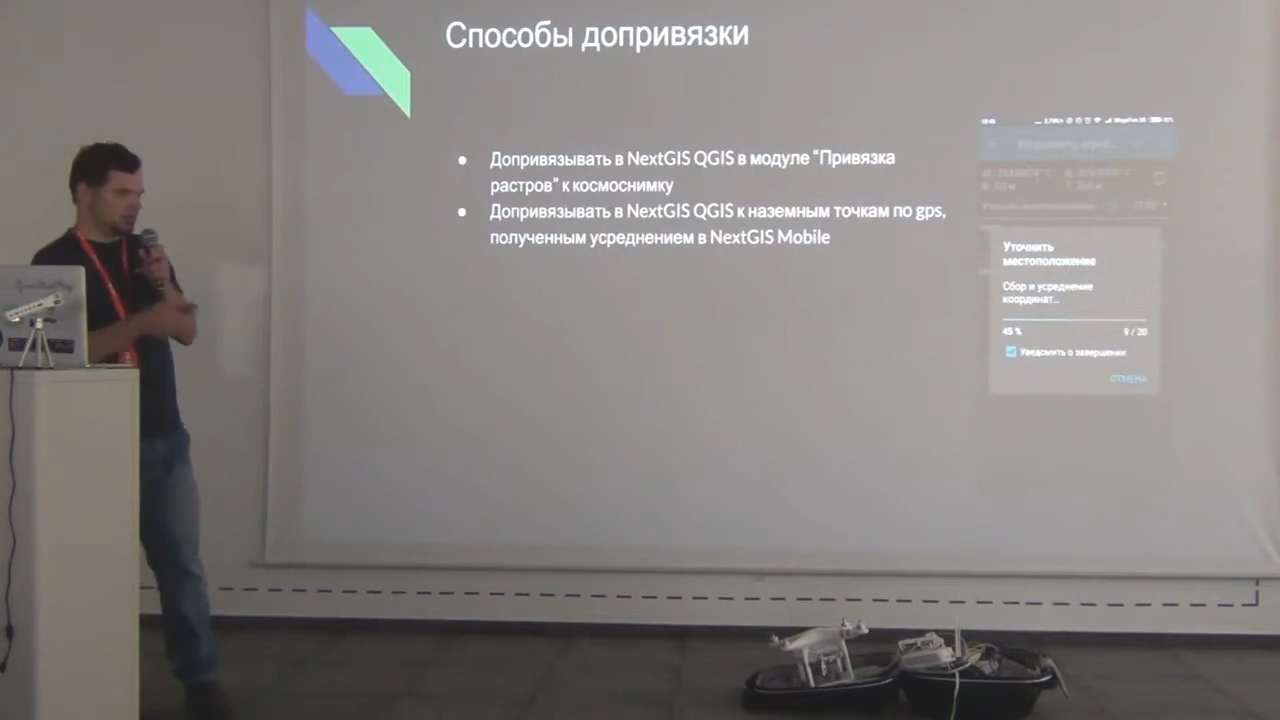 Способы допривязки
● Допривязывать в NextGIS QGIS в модуле “Привязка
растров” к космоснимку
● Допривязывать в NextGIS QGIS к наземным точкам по gps,
полученным усреднением в NextGIS Mobile
Уточнить
местоположение
Сбор и усреднение
координат...
45 % 9 / 20
Уведомить о завершении
ОТМЕНА